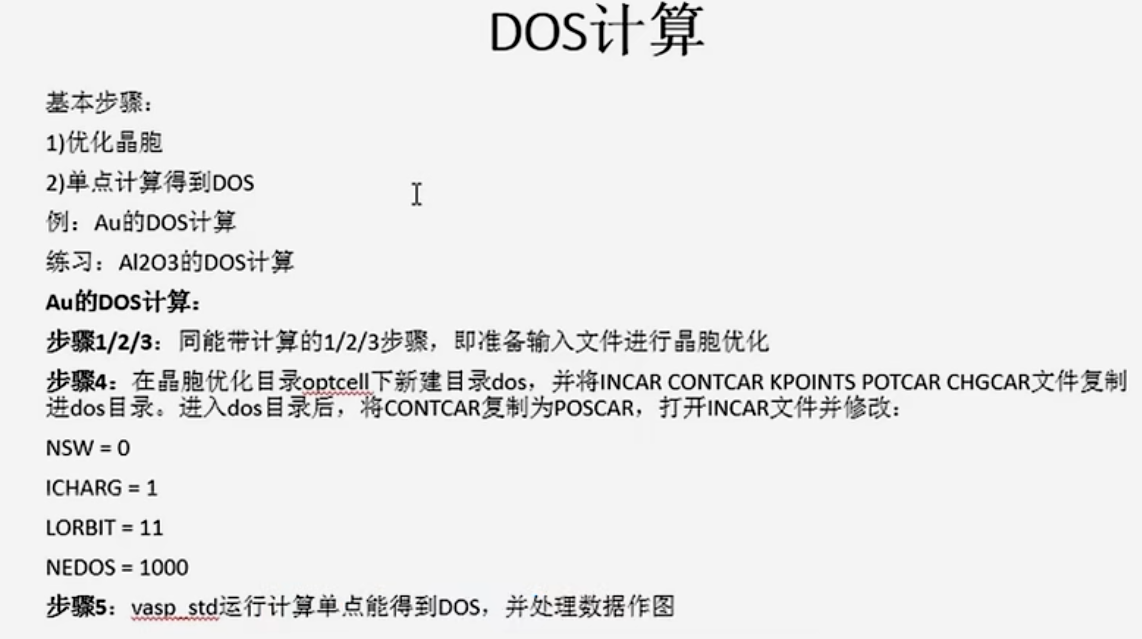 DOS计算
基本步骤：
1)优化晶胞
2)单点计算得到DOS
例：Au的DOS计算
练习：Al2O3的DOS计算
Au的DOS计算：
步骤1/2/3：同能带计算的1/2/3步骤，即准备输入文件进行晶胞优化
步骤4：在晶胞优化目录optcell下新建目录dos，并将INCAR CONTCAR KPOINTS POTCAR CHGCAR文件复制
进dos目录。进入dos目录后，将CONTCAR复制为POSCAR，打开INCAR文件并修改：
NSW = 0
ICHARG = 1
LORBIT = 11
NEDOS = 1000
步骤5：vasp_std运行计算单点能得到DOS，并处理数据作图